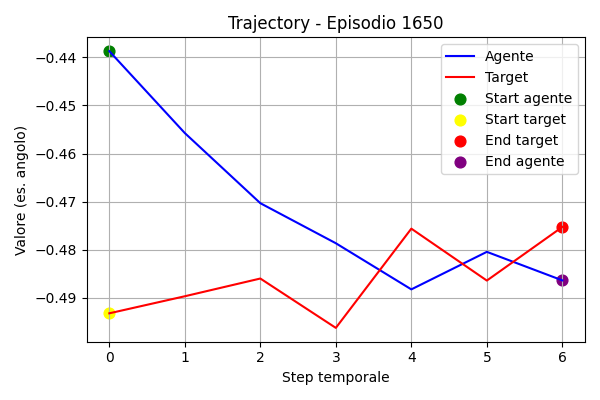 Trajectory - Episodio 1650
Valore (es. angolo)
−0.44
−0.45
−0.46
−0.47
−0.48
−0.49
Agente
Target
Start agente
Start target
End target
End agente
0 1 2 3 4 5 6
Step temporale